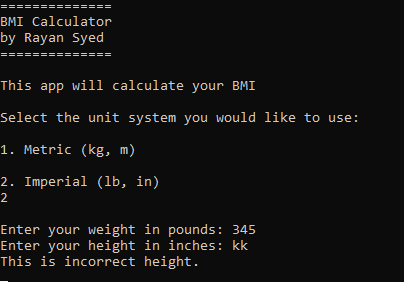 ===============
BMI Calculator
by Rayan Syed
===============
This app will calculate your BMI
Select the unit system you would like to use:
1. Metric (kg, m)
2. Imperial (lb, in)
2
Enter your weight in pounds: 345
Enter your height in inches: kk
This is incorrect height.